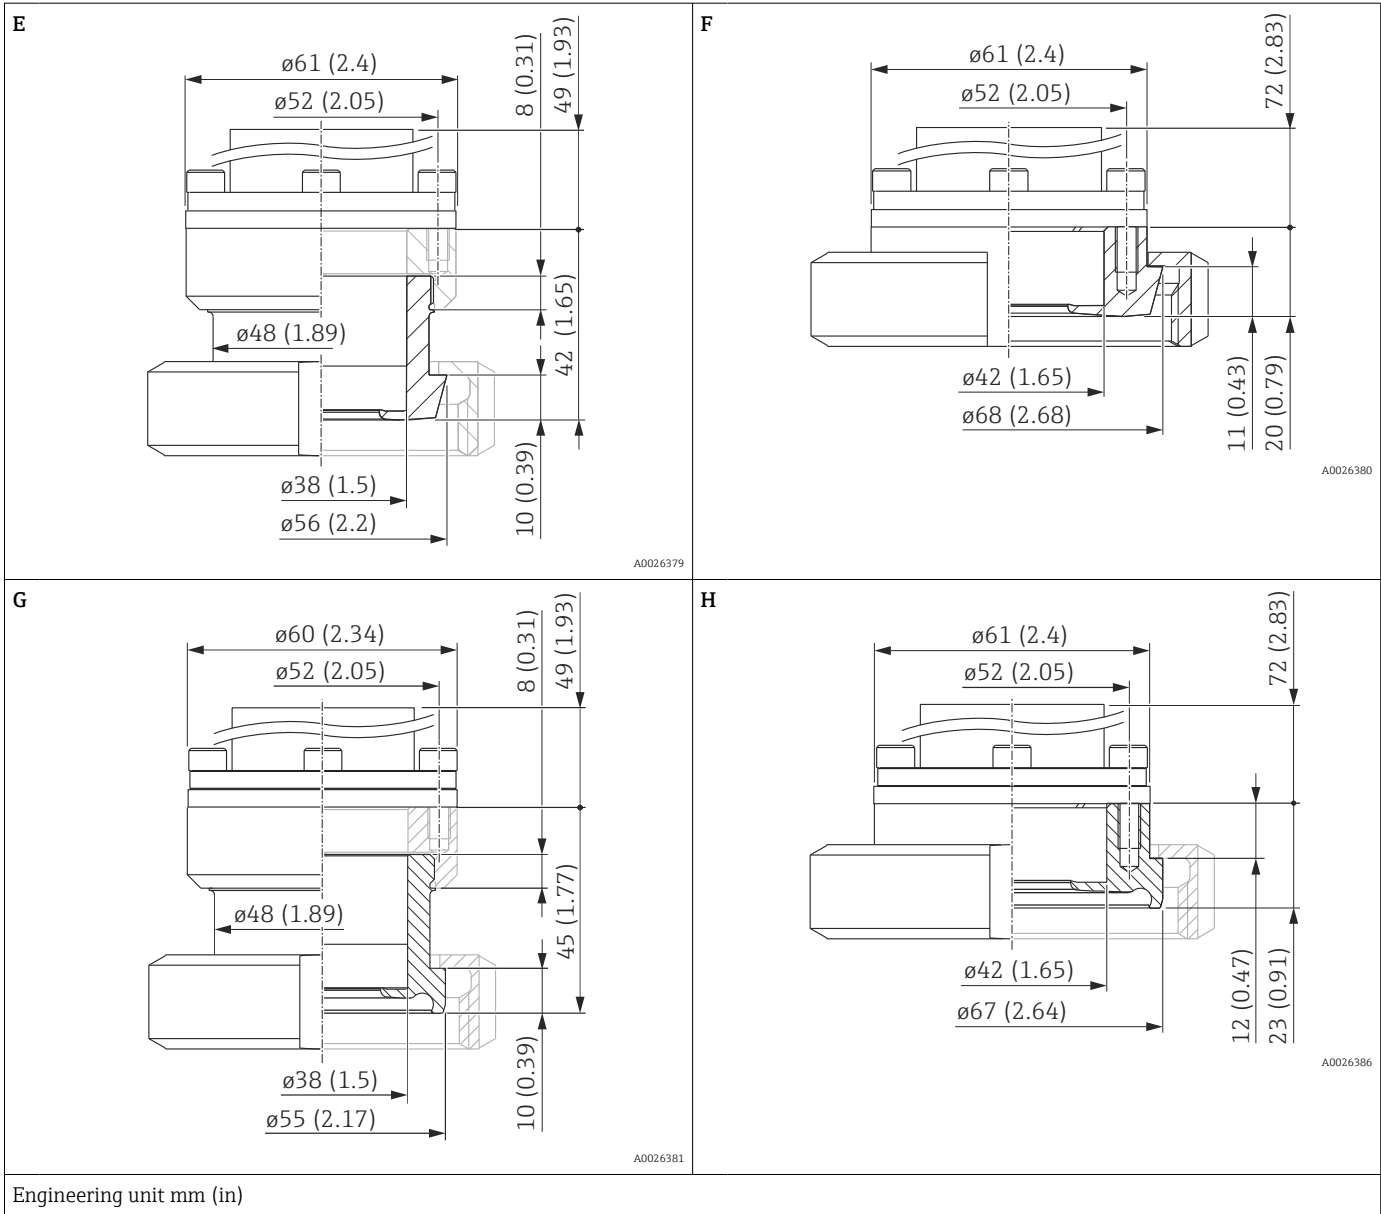 E
ø61 (2.4)
ø52 (2.05)
8 (0.31)
49 (1.93)
ø48 (1.89)
42 (1.65)
ø38 (1.5)
ø56 (2.2)
10 (0.39)
A0026379
F
ø61 (2.4)
ø52 (2.05)
72 (2.83)
ø42 (1.65)
ø68 (2.68)
11 (0.43)
20 (0.79)
A0026380
G
ø60 (2.34)
ø52 (2.05)
8 (0.31)
49 (1.93)
ø48 (1.89)
45 (1.77)
ø38 (1.5)
ø55 (2.17)
10 (0.39)
A0026381
H
ø61 (2.4)
ø52 (2.05)
72 (2.83)
ø42 (1.65)
ø67 (2.64)
12 (0.47)
23 (0.91)
A0026386
Engineering unit mm (in)